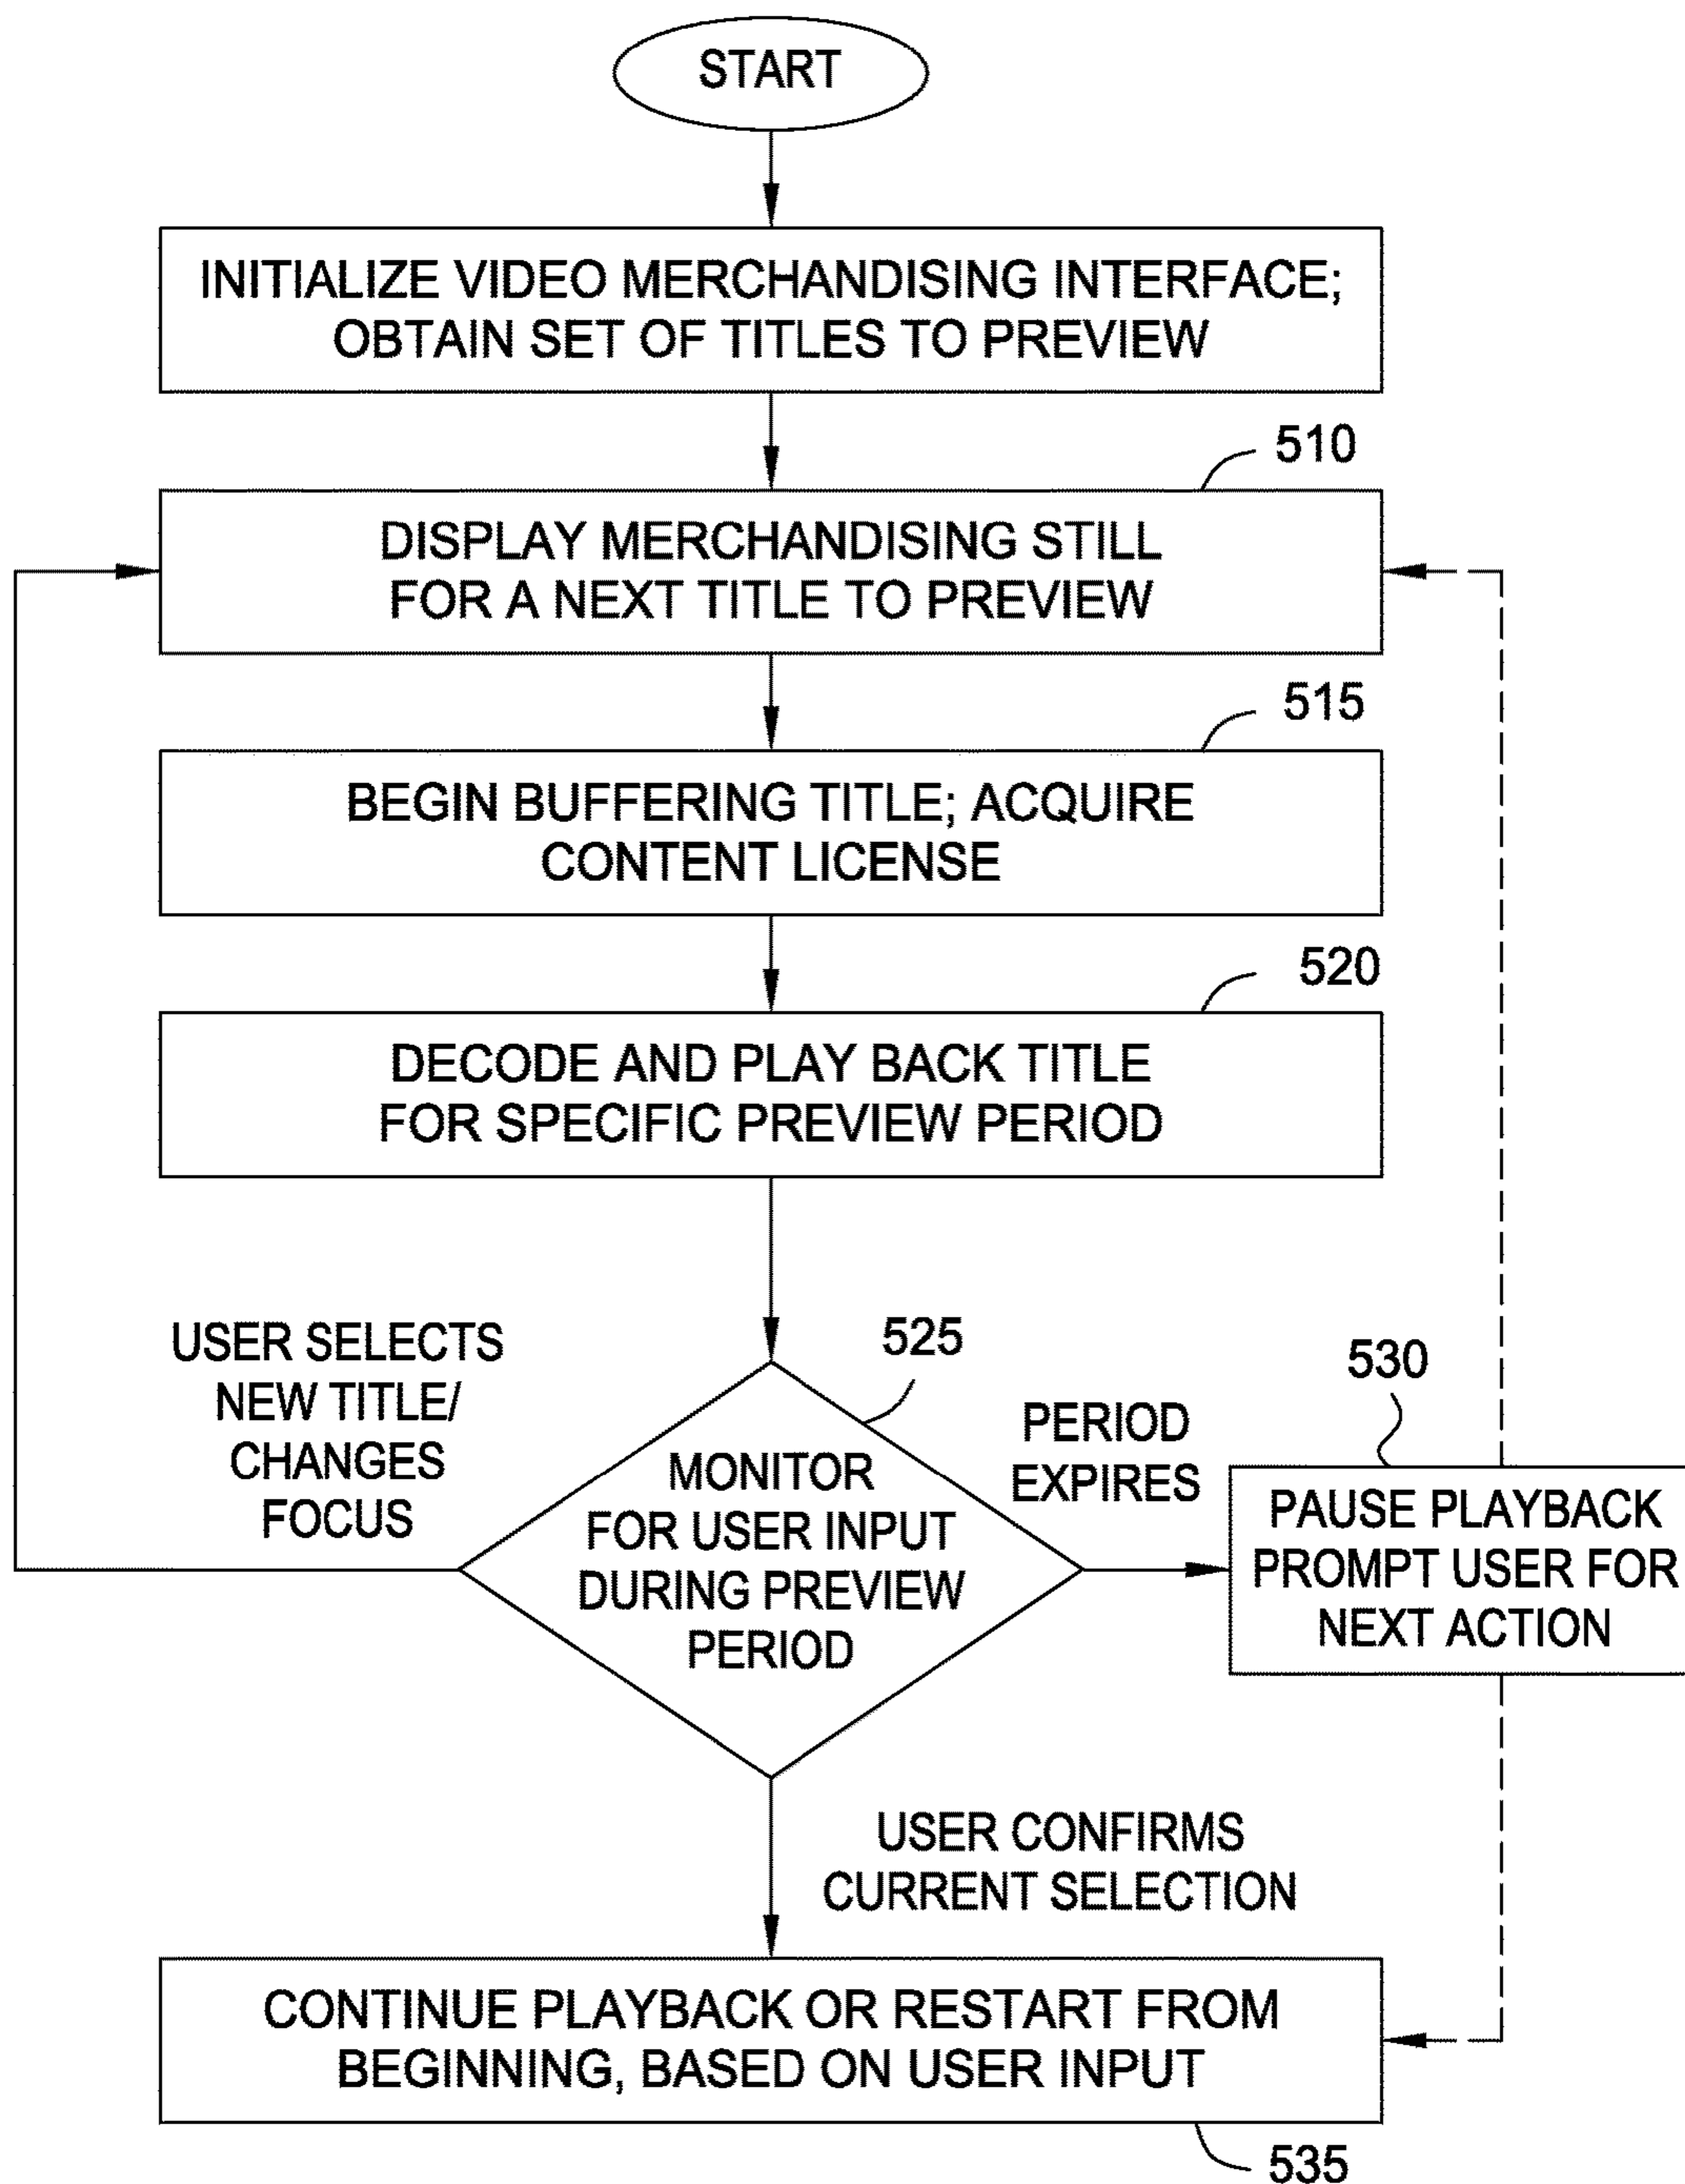 START
INITIALIZE VIDEO MERCHANDISING INTERFACE;
OBTAIN SET OF TITLES TO PREVIEW
510
DISPLAY MERCHANDISING STILL
FOR A NEXT TITLE TO PREVIEW
515
BEGIN BUFFERING TITLE; ACQUIRE
CONTENT LICENSE
520
DECODE AND PLAY BACK TITLE
FOR SPECIFIC PREVIEW PERIOD
USER SELECTS
NEW TITLE/
CHANGES
FOCUS
525
MONITOR
FOR USER INPUT
DURING PREVIEW
PERIOD
PERIOD
EXPIRES
530
PAUSE PLAYBACK
PROMPT USER FOR
NEXT ACTION
USER CONFIRMS
CURRENT SELECTION
CONTINUE PLAYBACK OR RESTART FROM
BEGINNING, BASED ON USER INPUT
535